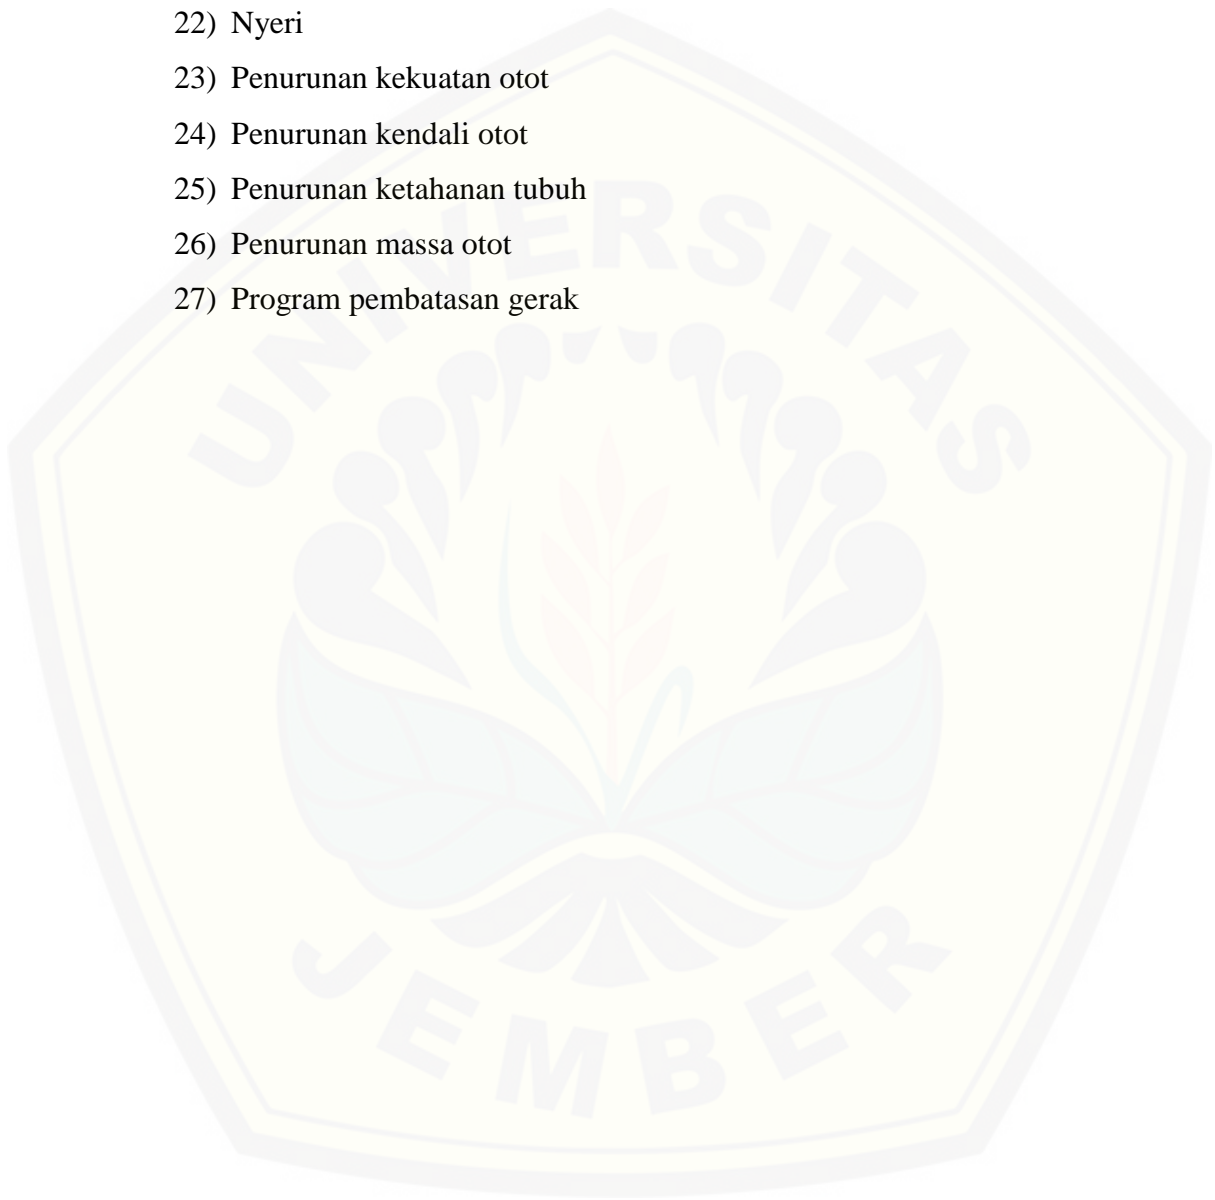 22) Nyeri
23) Penurunan kekuatan otot
24) Penurunan kendali otot
25) Penurunan ketahanan tubuh
26) Penurunan massa otot
27) Program pembatasan gerak
UNIVERSITAS
JEMBER